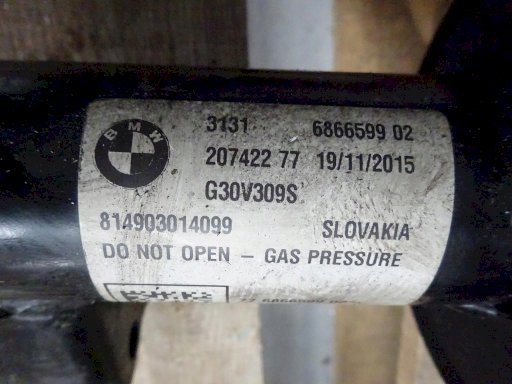 BMW
3131 6866599 02
207422 77 19/11/2015
G30V309S
814903014099 SLOVAKIA
DO NOT OPEN – GAS PRESSURE